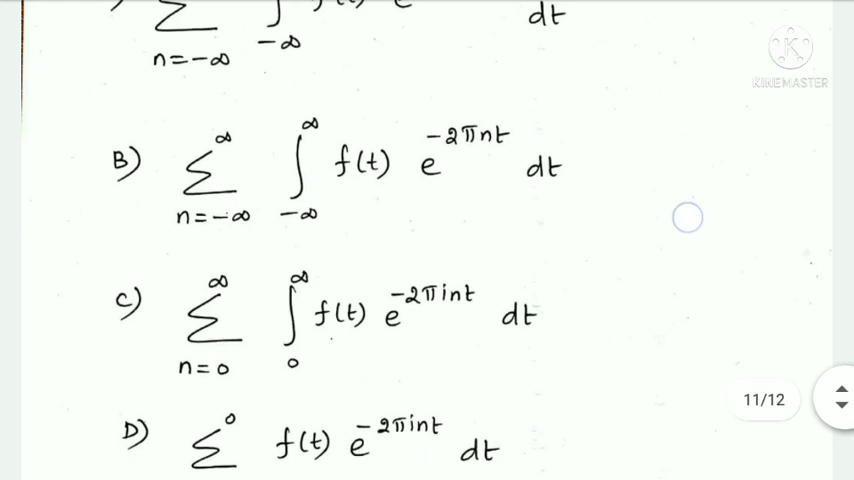 Σ ∫ e dt
n=-∞ -∞
B) ∑_{n=-∞}^{∞} ∫_{-∞}^{∞} f(t) e^{-2πnt} dt
C) ∑_{n=0}^{∞} ∫_{0}^{∞} f(t) e^{-2πint} dt
D) ∑^{0} f(t) e^{-2πint} dt
K
KINEMASTER
11/12